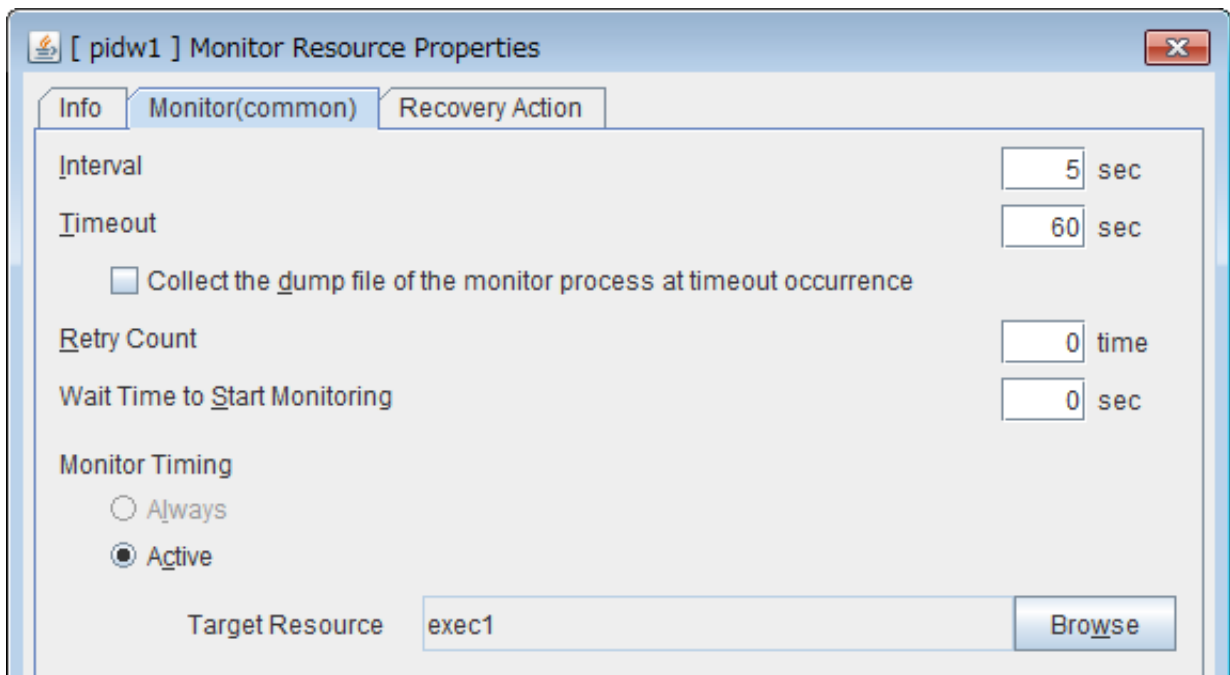 [ pidw1 ] Monitor Resource Properties
Info Monitor(common) Recovery Action
Interval 5 sec
Timeout 60 sec
Collect the dump file of the monitor process at timeout occurrence
Retry Count 0 time
Wait Time to Start Monitoring 0 sec
Monitor Timing
Always
Active
Target Resource exec1 Browse